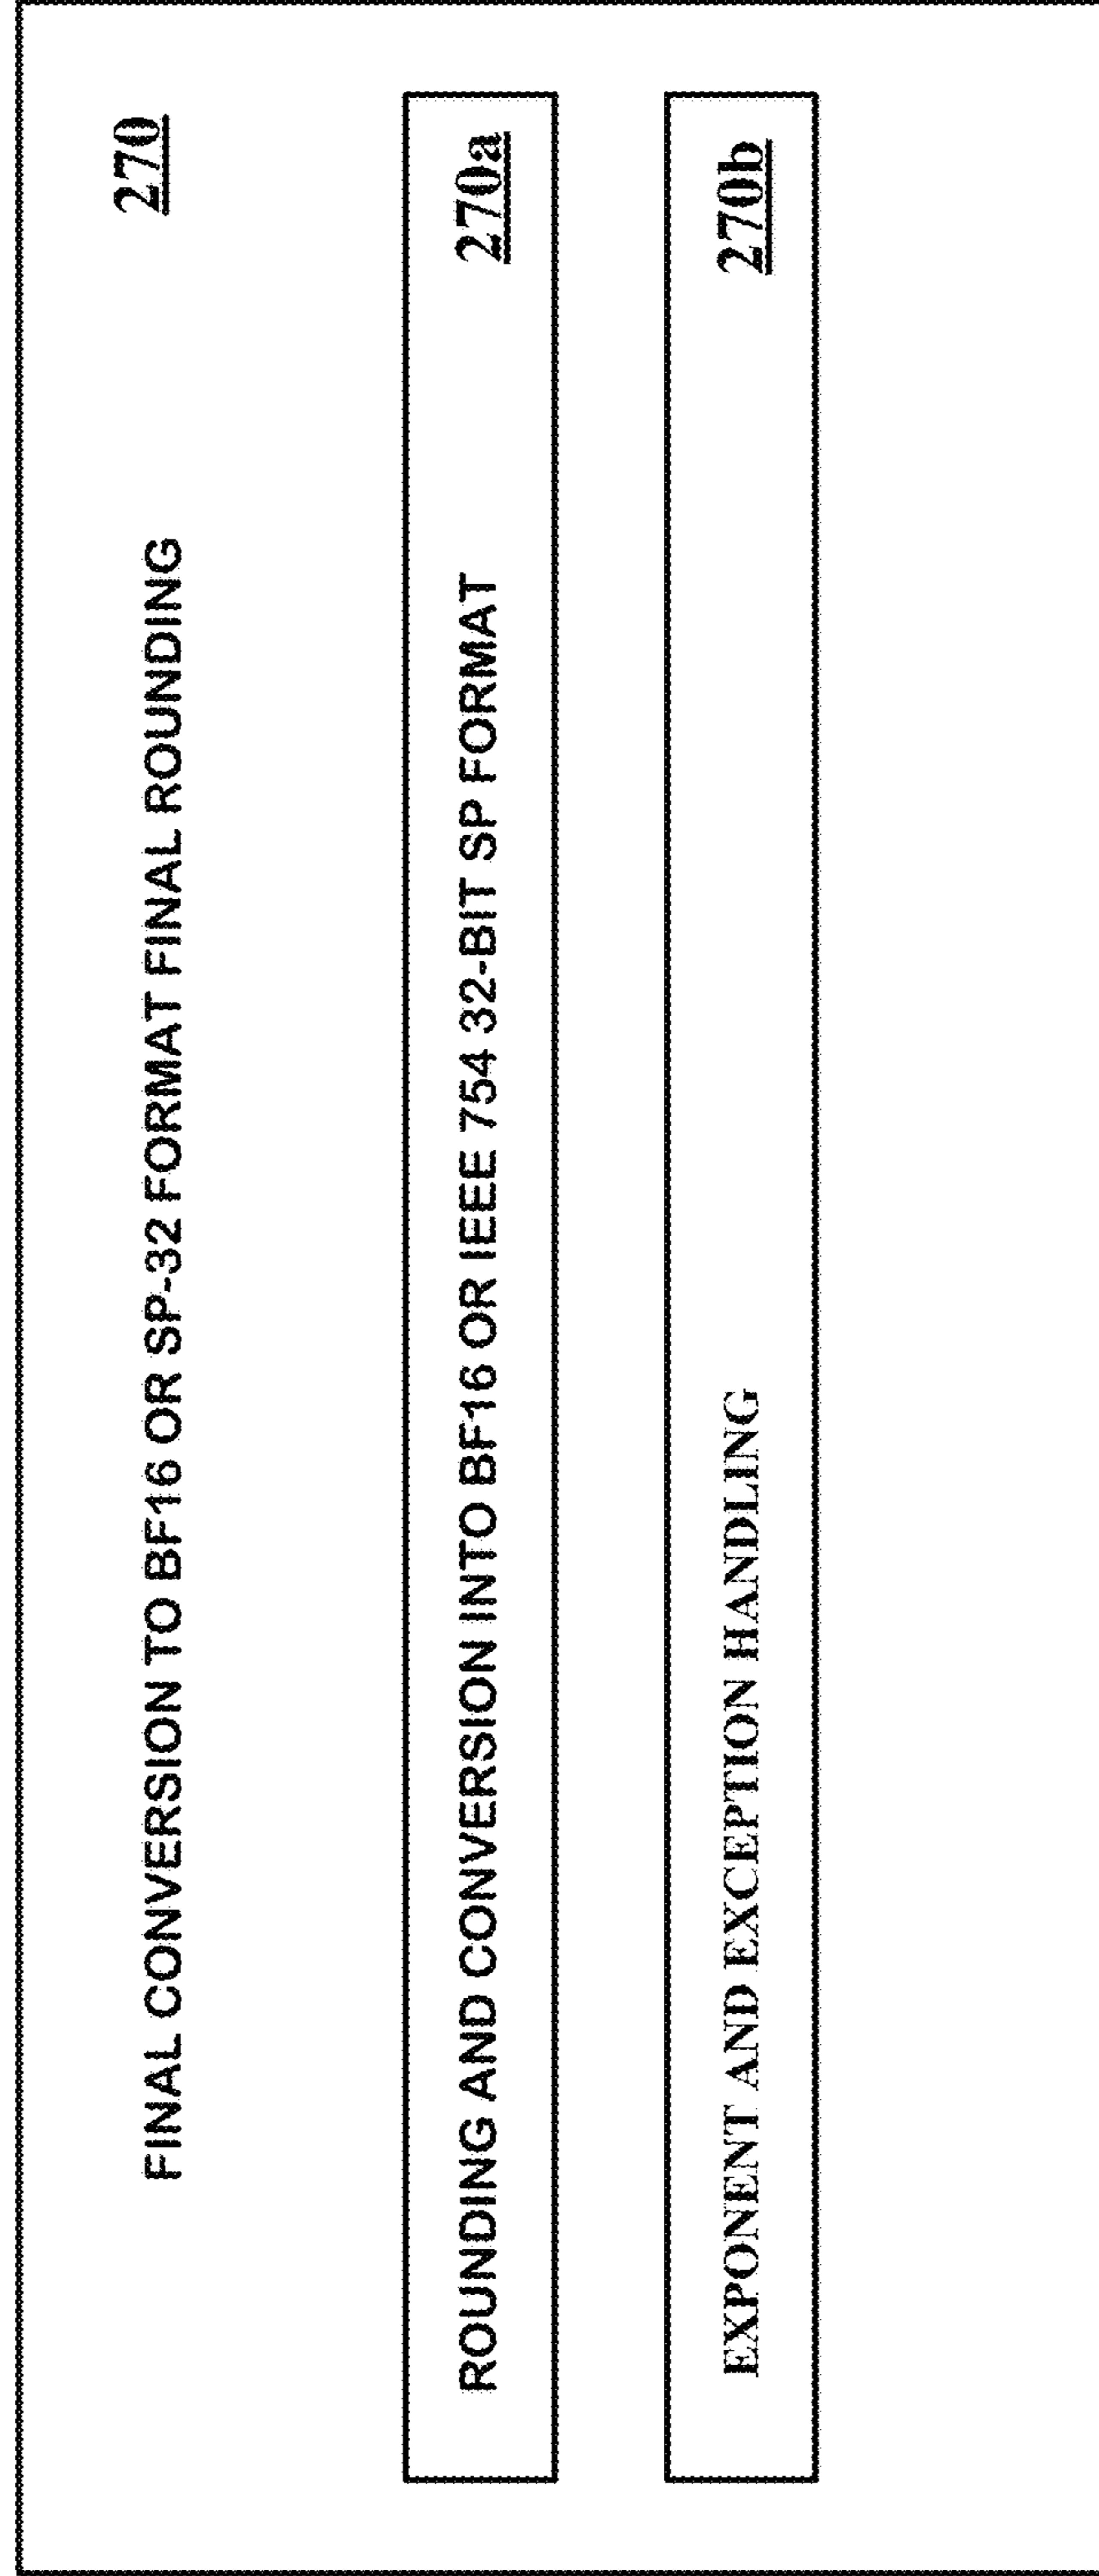 270
FINAL CONVERSION TO BF16 OR SP-32 FORMAT FINAL ROUNDING
ROUNDING AND CONVERSION INTO BF16 OR IEEE 754 32-BIT SP FORMAT 270a
EXPONENT AND EXCEPTION HANDLING 270b